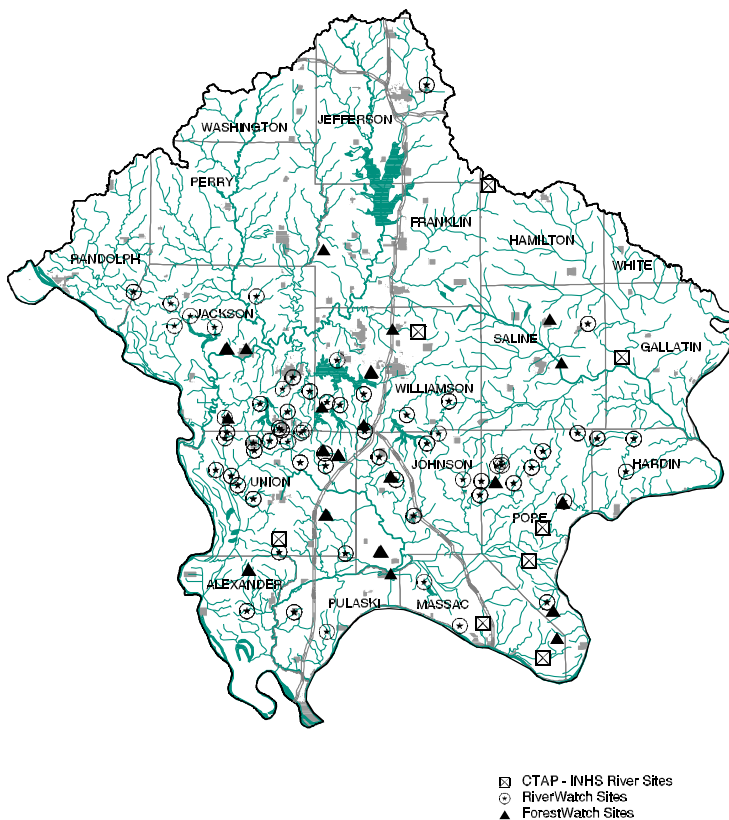 JEFFERSON
WASHINGTON
PERRY
FRANKLIN
HAMILTON
RANDOLPH
WHITE
JACKSON
SALINE
GALLATIN
WILLIAMSON
JOHNSON
HARDIN
UNION
POPE
ALEXANDER
PULASKI
MASSAC
CTAP - INHS River Sites
RiverWatch Sites
ForestWatch Sites